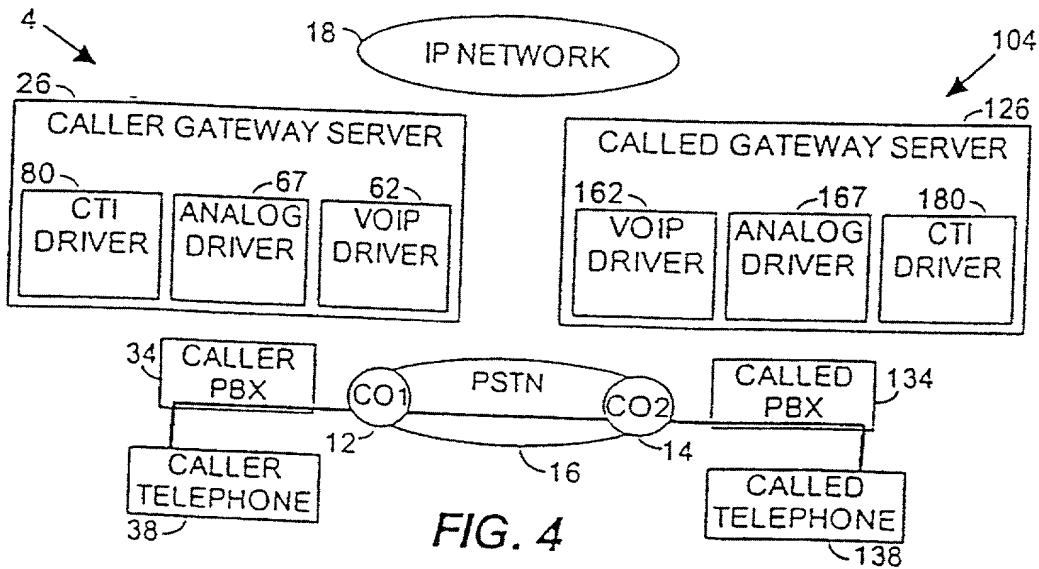 4
18
IP NETWORK
104
26
CALLER GATEWAY SERVER
80
CTI
DRIVER
67
ANALOG
DRIVER
62
VOIP
DRIVER
126
CALLED GATEWAY SERVER
162
VOIP
DRIVER
167
ANALOG
DRIVER
180
CTI
DRIVER
34
CALLER
PBX
CO1
PSTN
CO2
CALLED
PBX
134
12
16
14
CALLER
TELEPHONE
38
CALLED
TELEPHONE
138
FIG. 4